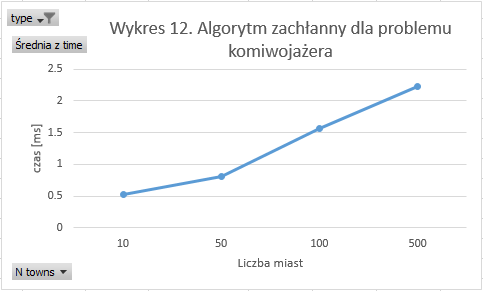 type
Wykres 12. Algorytm zachłanny dla problemu
komiwojażera
Średnia z time
2.5
2
1.5
1
0.5
0
czas [ms]
10 50 100 500
Liczba miast
N towns